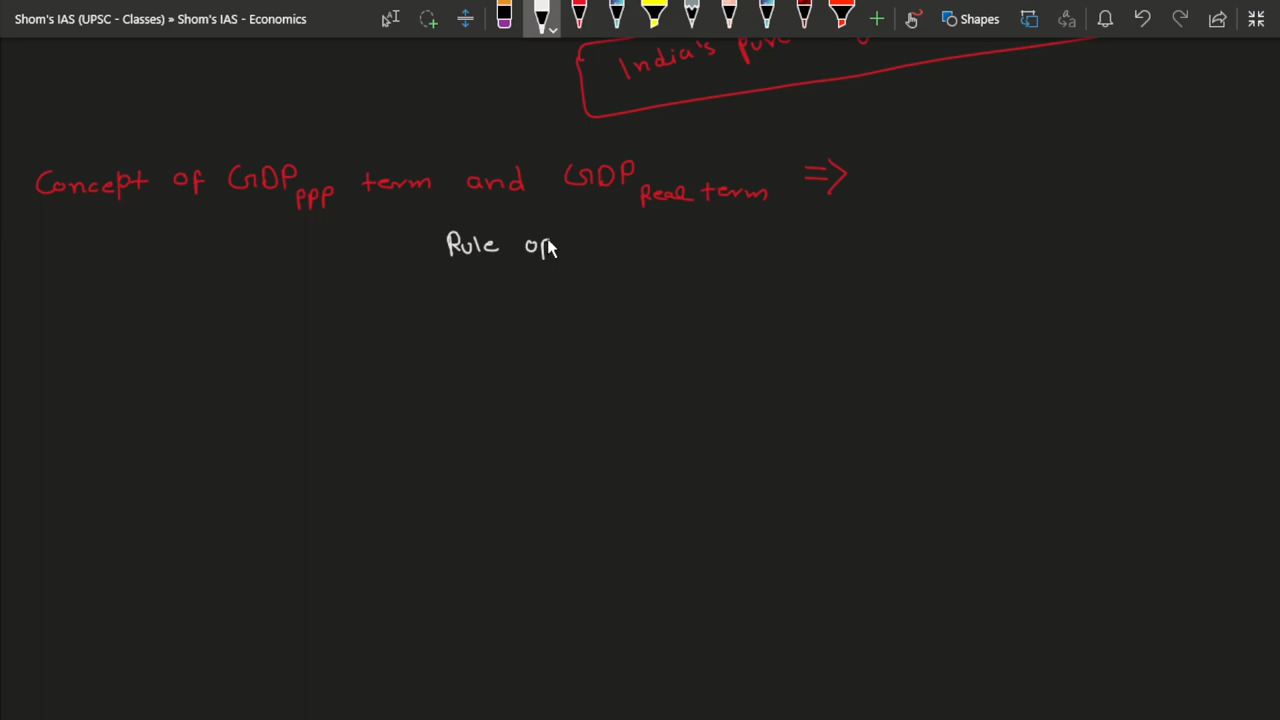 Shom's IAS (UPSC - Classes) » Shom's IAS - Economics
Shapes
India's
Concept of GDP PPP term and GDP Real term ⇒
Rule op